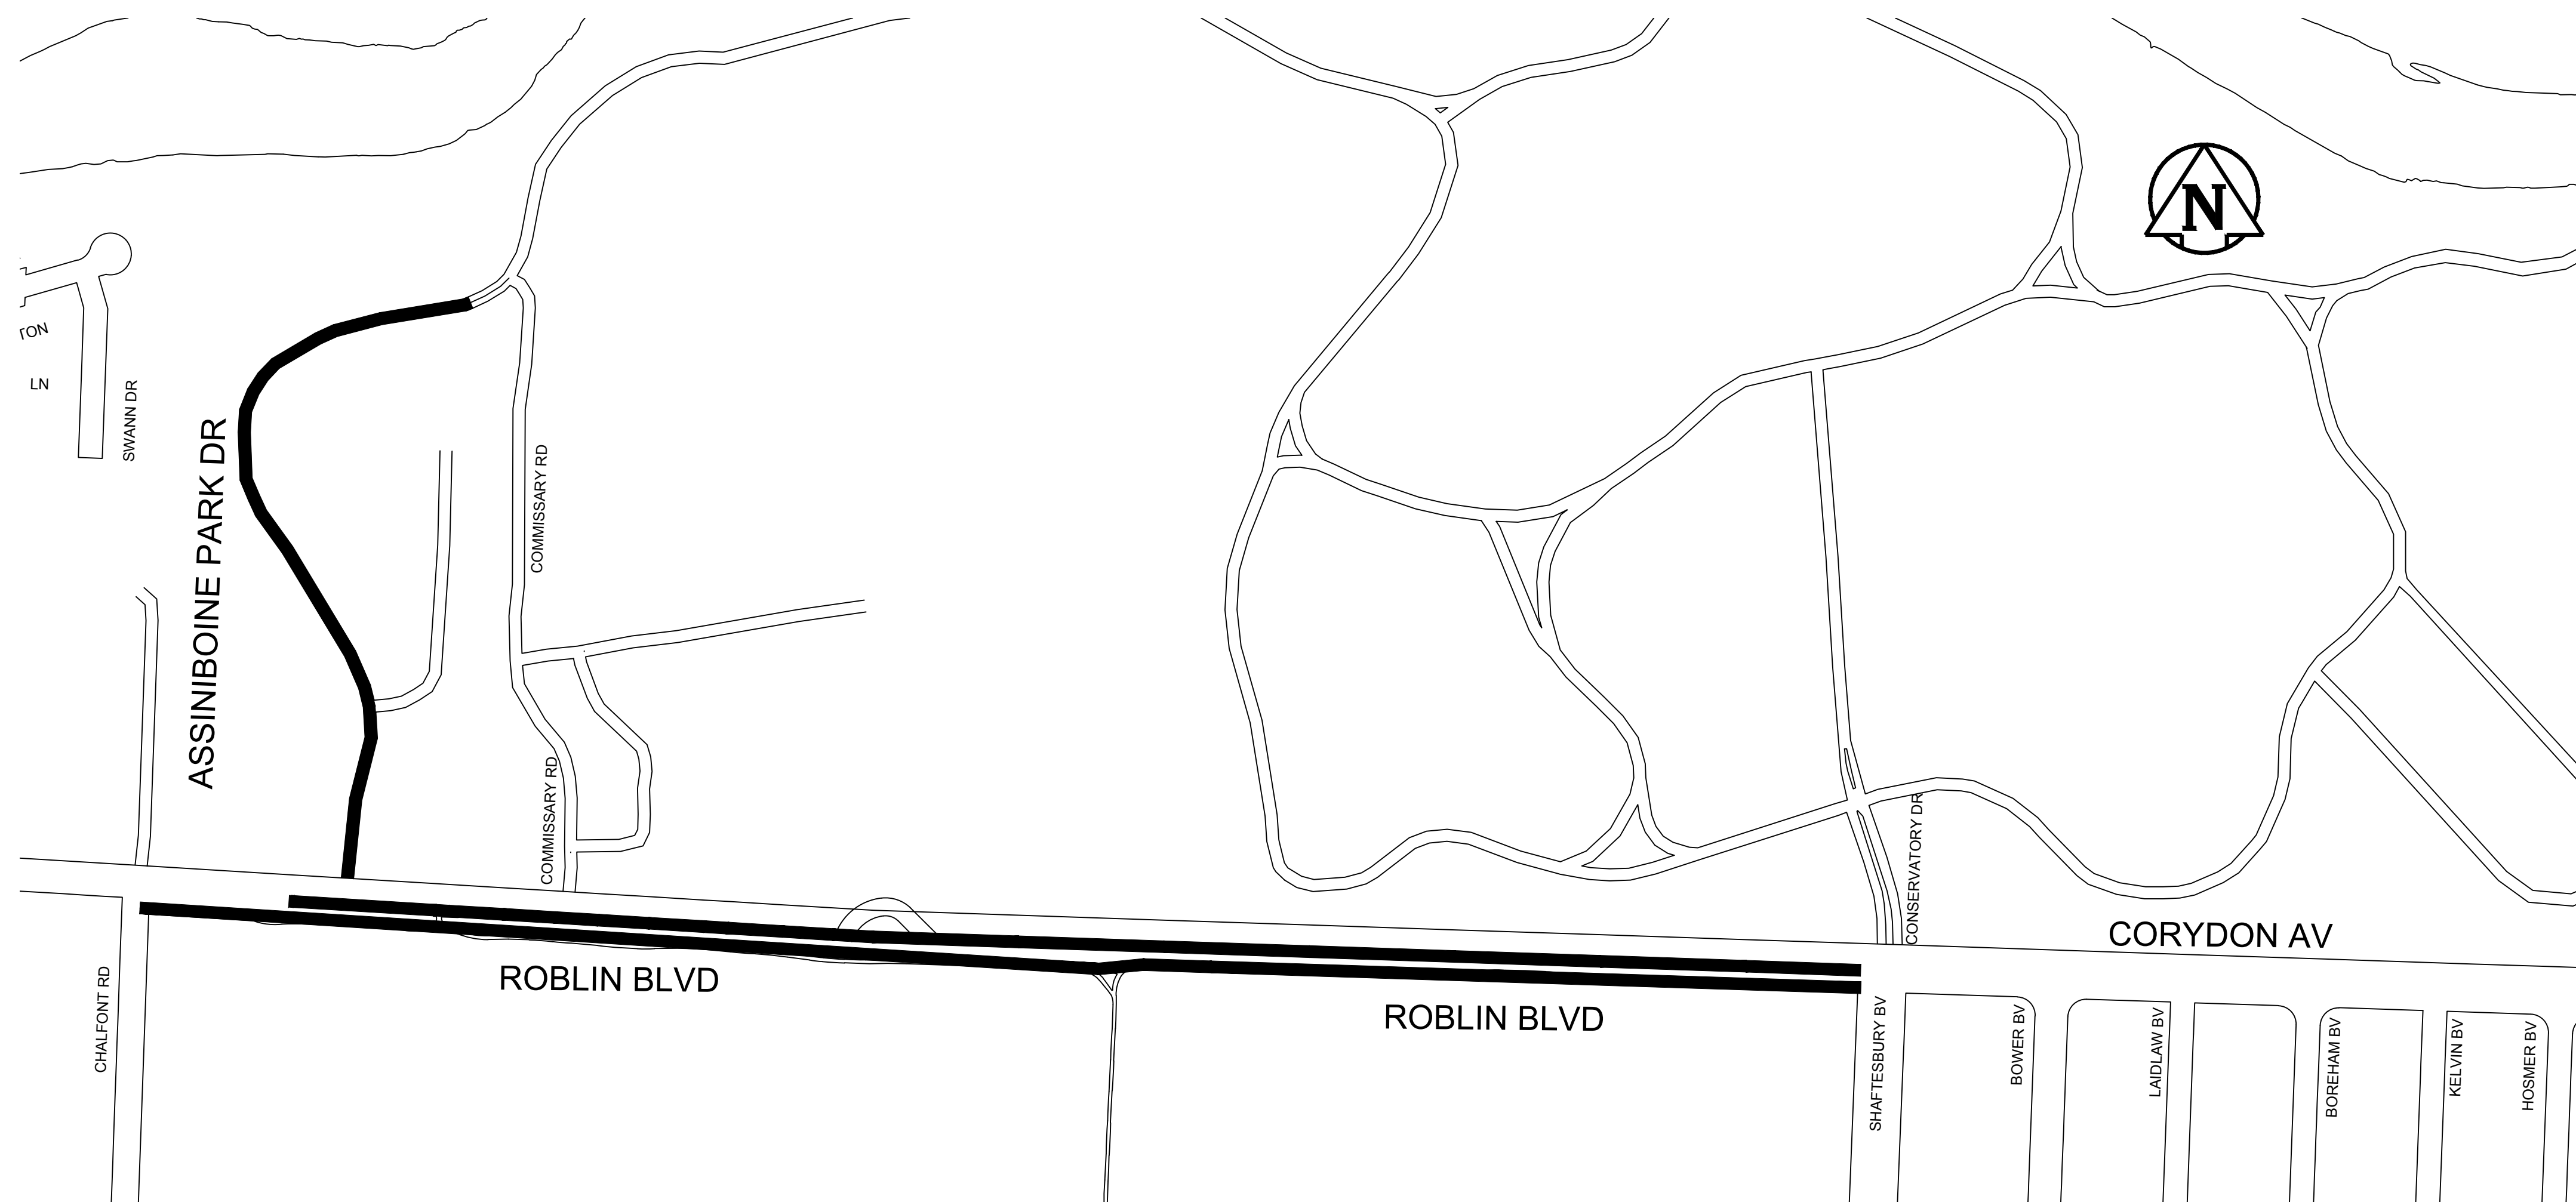 N
TON
LN
SWANN DR
ASSINIBOINE PARK DR
COMMISSARY RD
COMMISSARY RD
CONSERVATORY DR
CORYDON AV
ROBLIN BLVD
ROBLIN BLVD
CHALFONT RD
SHAFTESBURY BV
BOWER BV
LAIDLAW BV
BOREHAM BV
KELVIN BV
HOSMER BV